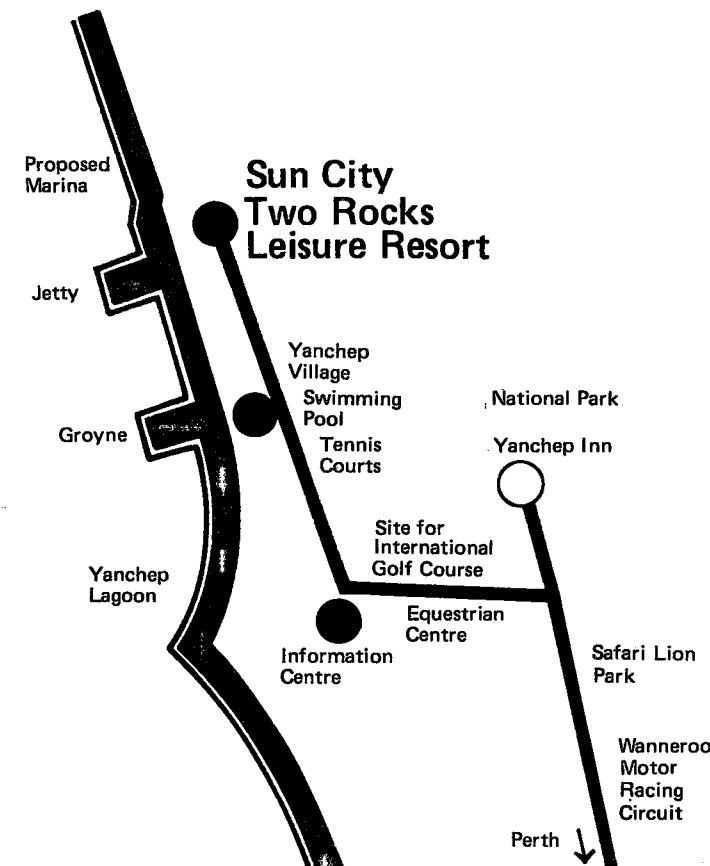 Proposed
Marina
Sun City
Two Rocks
Leisure Resort
Jetty
Yanchep
Village
Swimming
Pool
National Park
Groyne
Tennis
Courts
Yanchep Inn
Site for
International
Golf Course
Yanchep
Lagoon
Equestrian
Centre
Information
Centre
Safari Lion
Park
Wanneroo
Motor
Racing
Circuit
Perth